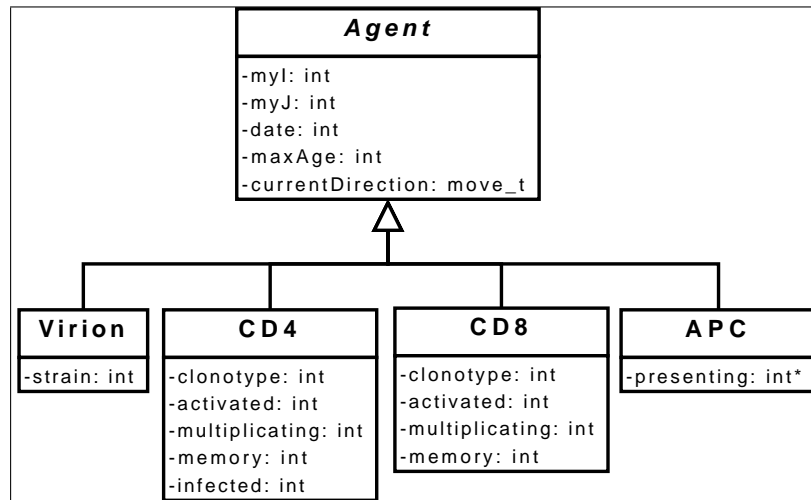 Agent
-myI: int
-myJ: int
-date: int
-maxAge: int
-currentDirection: move_t
Virion
-strain: int
CD4
-clonotype: int
-activated: int
-multiplicating: int
-memory: int
-infected: int
CD8
-clonotype: int
-activated: int
-multiplicating: int
-memory: int
APC
-presenting: int*